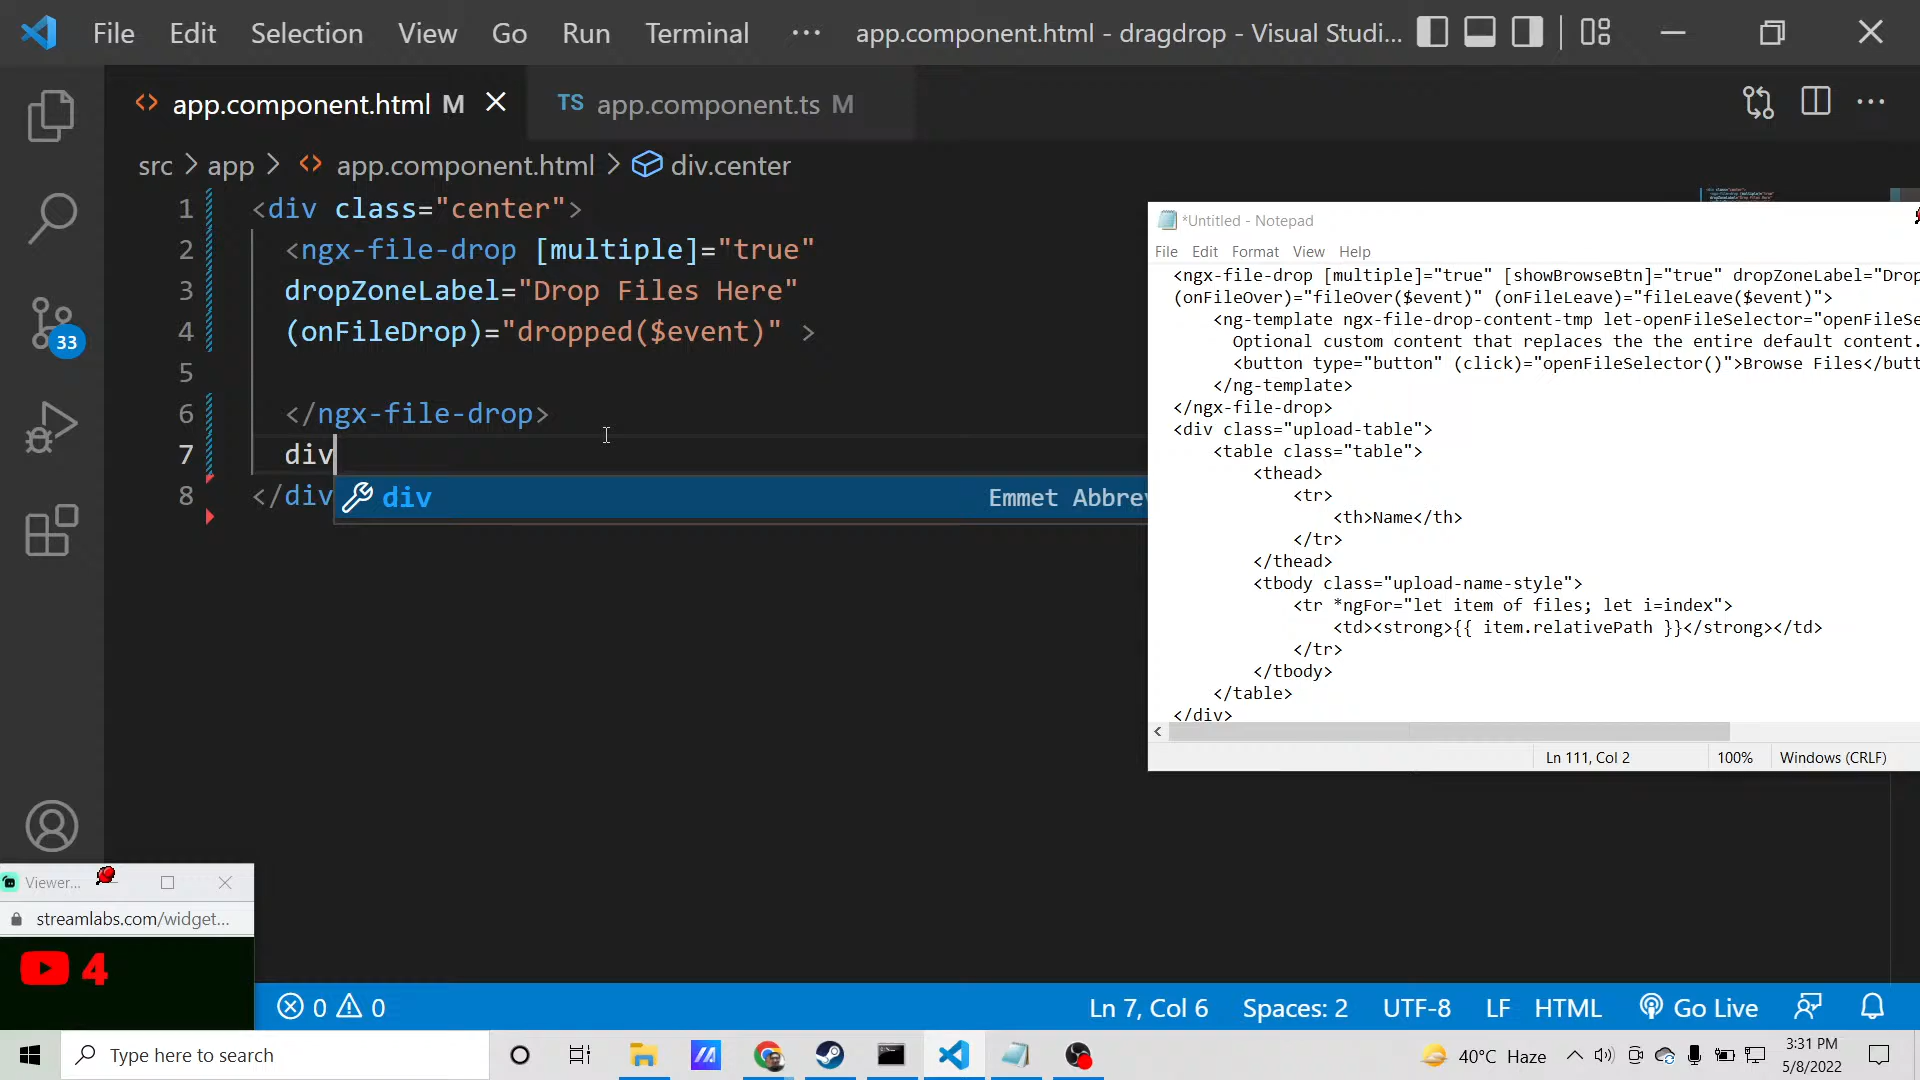 File Edit Selection View Go Run Terminal ··· app.component.html - dragdrop - Visual Studi...
app.component.html M
TS app.component.ts M
src > app > app.component.html > div.center
1 <div class="center">
2 <ngx-file-drop [multiple]="true"
3 dropZoneLabel="Drop Files Here"
4 (onFileDrop)="dropped($event)" >
5
6 </ngx-file-drop>
7 div
8 </div
div Emmet Abbrev
33
*Untitled - Notepad
File Edit Format View Help
<ngx-file-drop [multiple]="true" [showBrowseBtn]="true" dropZoneLabel="Drop
(onFileOver)="fileOver($event)" (onFileLeave)="fileLeave($event)">
<ng-template ngx-file-drop-content-tmp let-openFileSelector="openFileSe
Optional custom content that replaces the the entire default content.
<button type="button" (click)="openFileSelector()">Browse Files</but
</ng-template>
</ngx-file-drop>
<div class="upload-table">
<table class="table">
<thead>
<tr>
<th>Name</th>
</tr>
</thead>
<tbody class="upload-name-style">
<tr *ngFor="let item of files; let i=index">
<td><strong>{{ item.relativePath }}</strong></td>
</tr>
</tbody>
</table>
</div>
Ln 111, Col 2 100% Windows (CRLF)
Viewer...
streamlabs.com/widget...
4
0 0 Ln 7, Col 6 Spaces: 2 UTF-8 LF HTML Go Live
Type here to search
40°C Haze
3:31 PM
5/8/2022